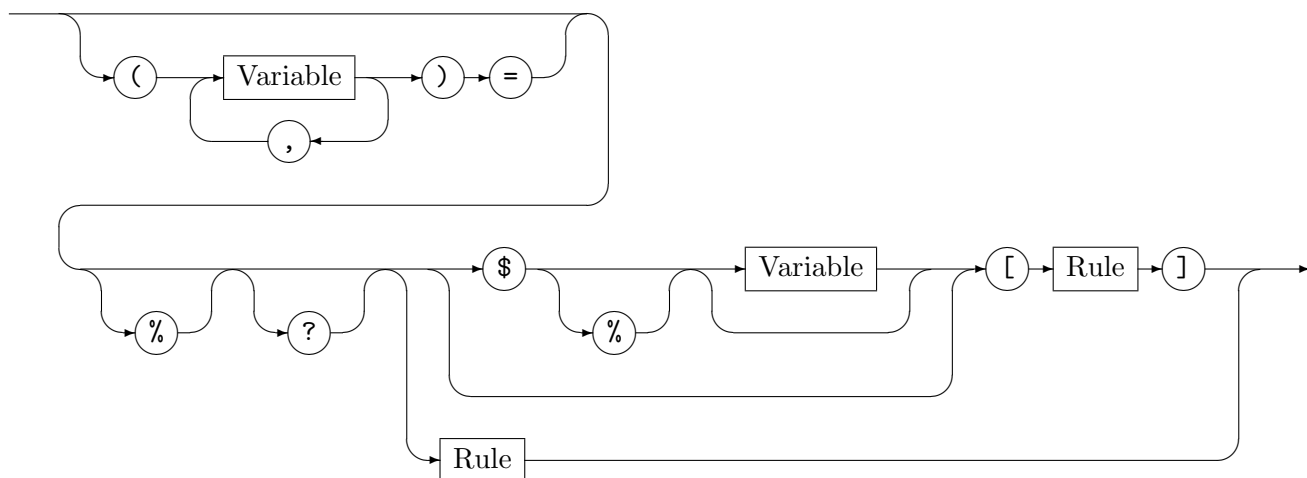 ( Variable ) =
,
$ Variable [ Rule ]
% ? %
Rule